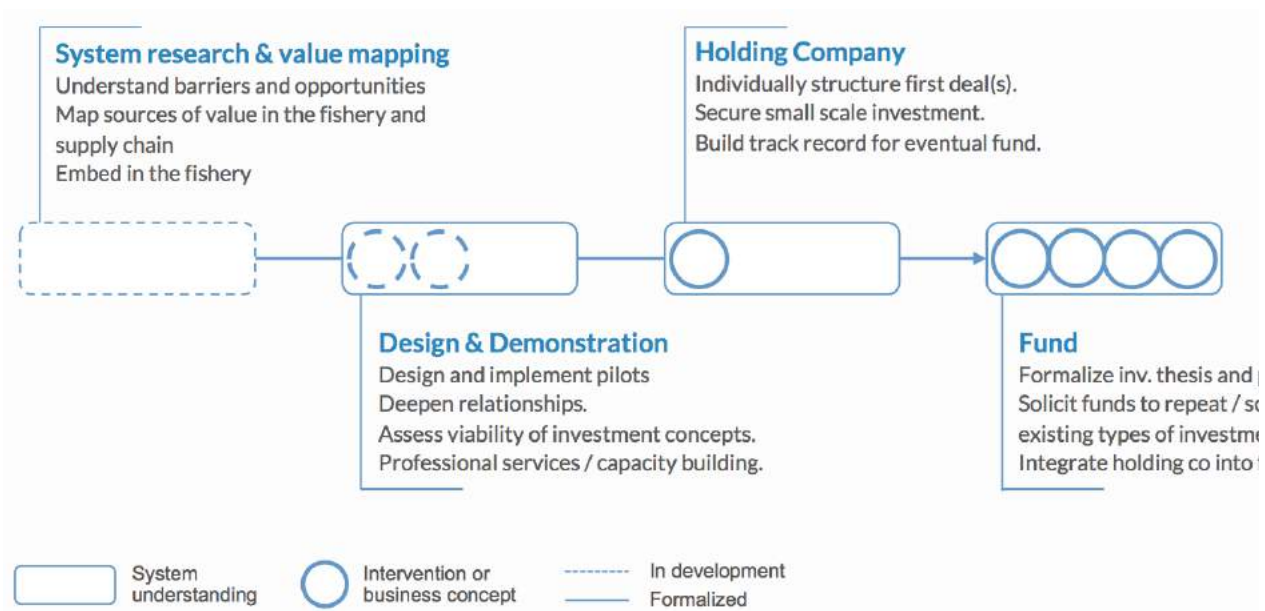 System research & value mapping
Understand barriers and opportunities
Map sources of value in the fishery and
supply chain
Embed in the fishery
Holding Company
Individually structure first deal(s).
Secure small scale investment.
Build track record for eventual fund.
Design & Demonstration
Design and implement pilots
Deepen relationships.
Assess viability of investment concepts.
Professional services / capacity building.
Fund
Formalize inv. thesis and
Solicit funds to repeat /
existing types of
Integrate holding co into
System
understanding
Intervention or
business concept
In development
Formalized